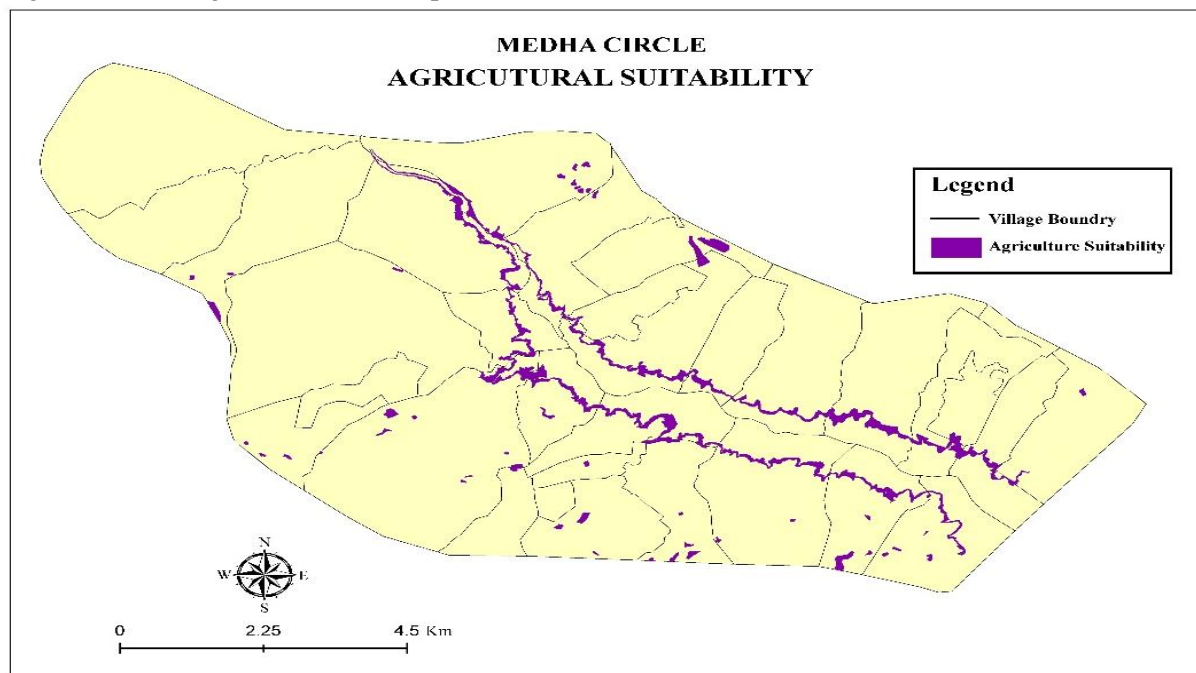 MEDHA CIRCLE
AGRICUTURAL SUITABILITY
Legend
Village Boundry
Agriculture Suitability
N
W E
S
0 2.25 4.5 Km